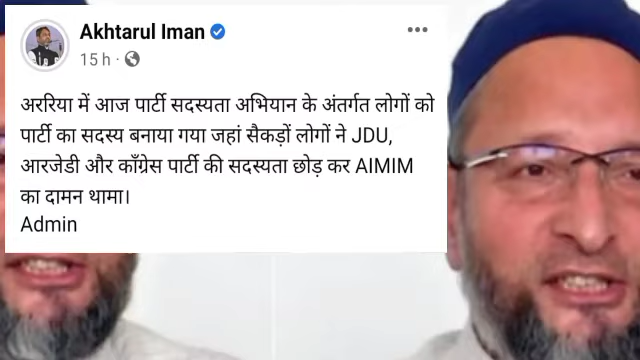 Akhtarul Iman
15 h ·
अररिया में आज पार्टी सदस्यता अभियान के अंतर्गत लोगों को
पार्टी का सदस्य बनाया गया जहां सैकड़ों लोगों ने JDU,
आरजेडी और काँग्रेस पार्टी की सदस्यता छोड़ कर AIMIM
का दामन थामा।
Admin